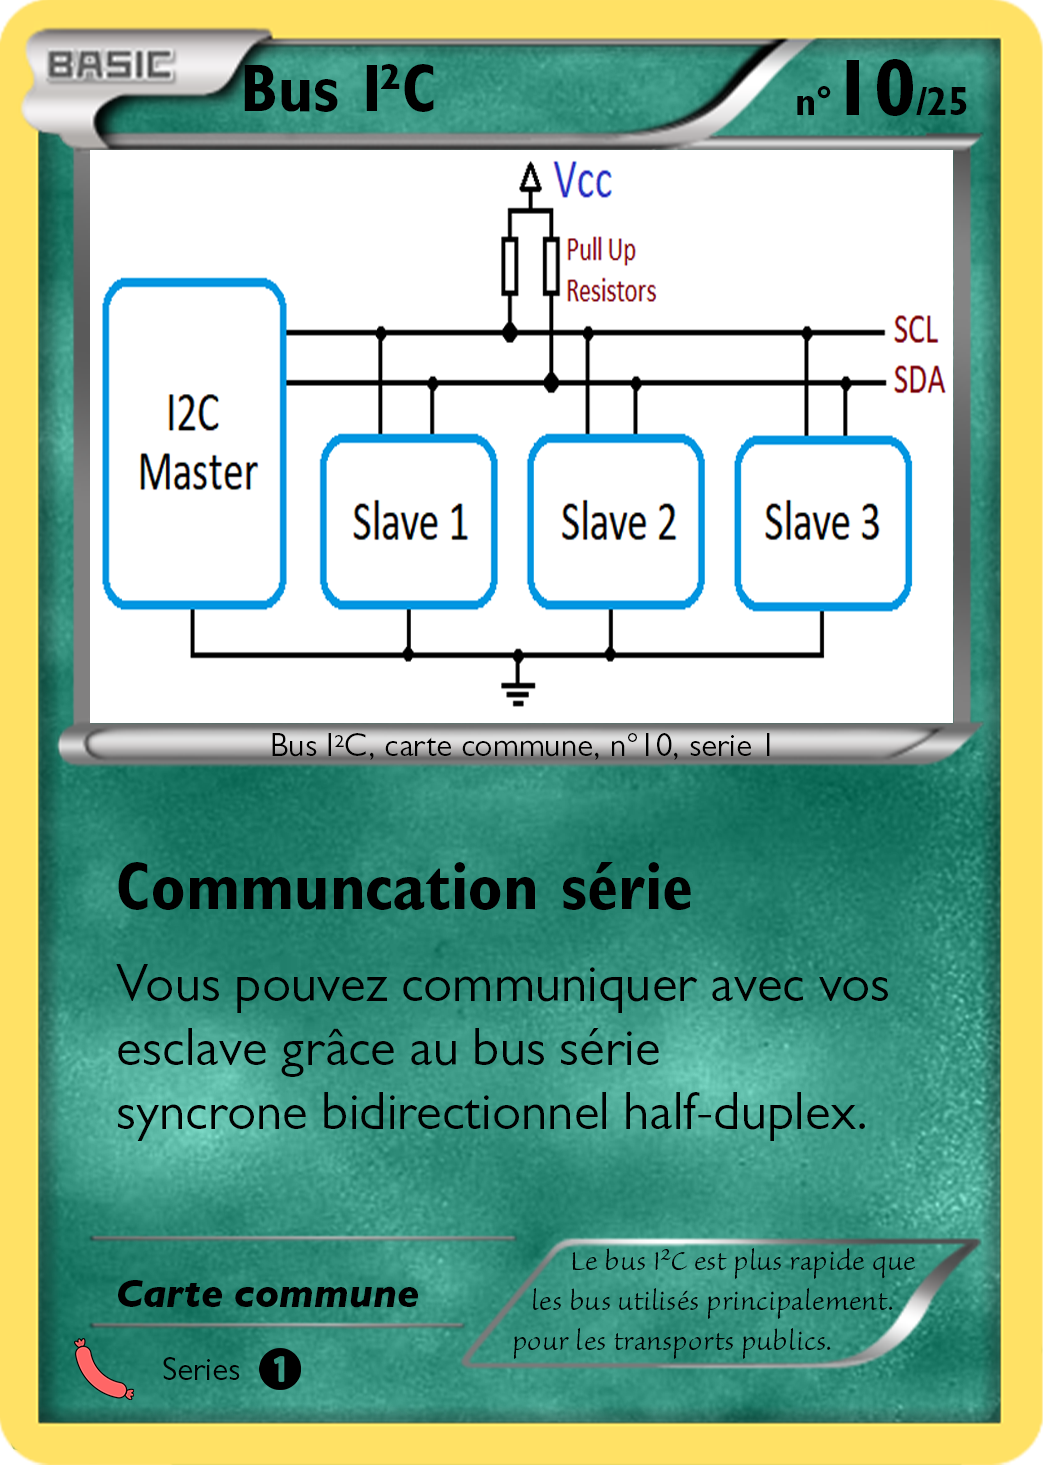 BASIC
Bus I²C
n°10/25
Vcc
Pull Up
Resistors
SCL
SDA
I2C
Master
Slave 1
Slave 2
Slave 3
Bus I²C, carte commune, n°10, serie 1
Communcation série
Vous pouvez communiquer avec vos
esclave grâce au bus série
syncrone bidirectionnel half-duplex.
Le bus I²C est plus rapide que
les bus utilisés principalement.
pour les transports publics.
Carte commune
Series 1